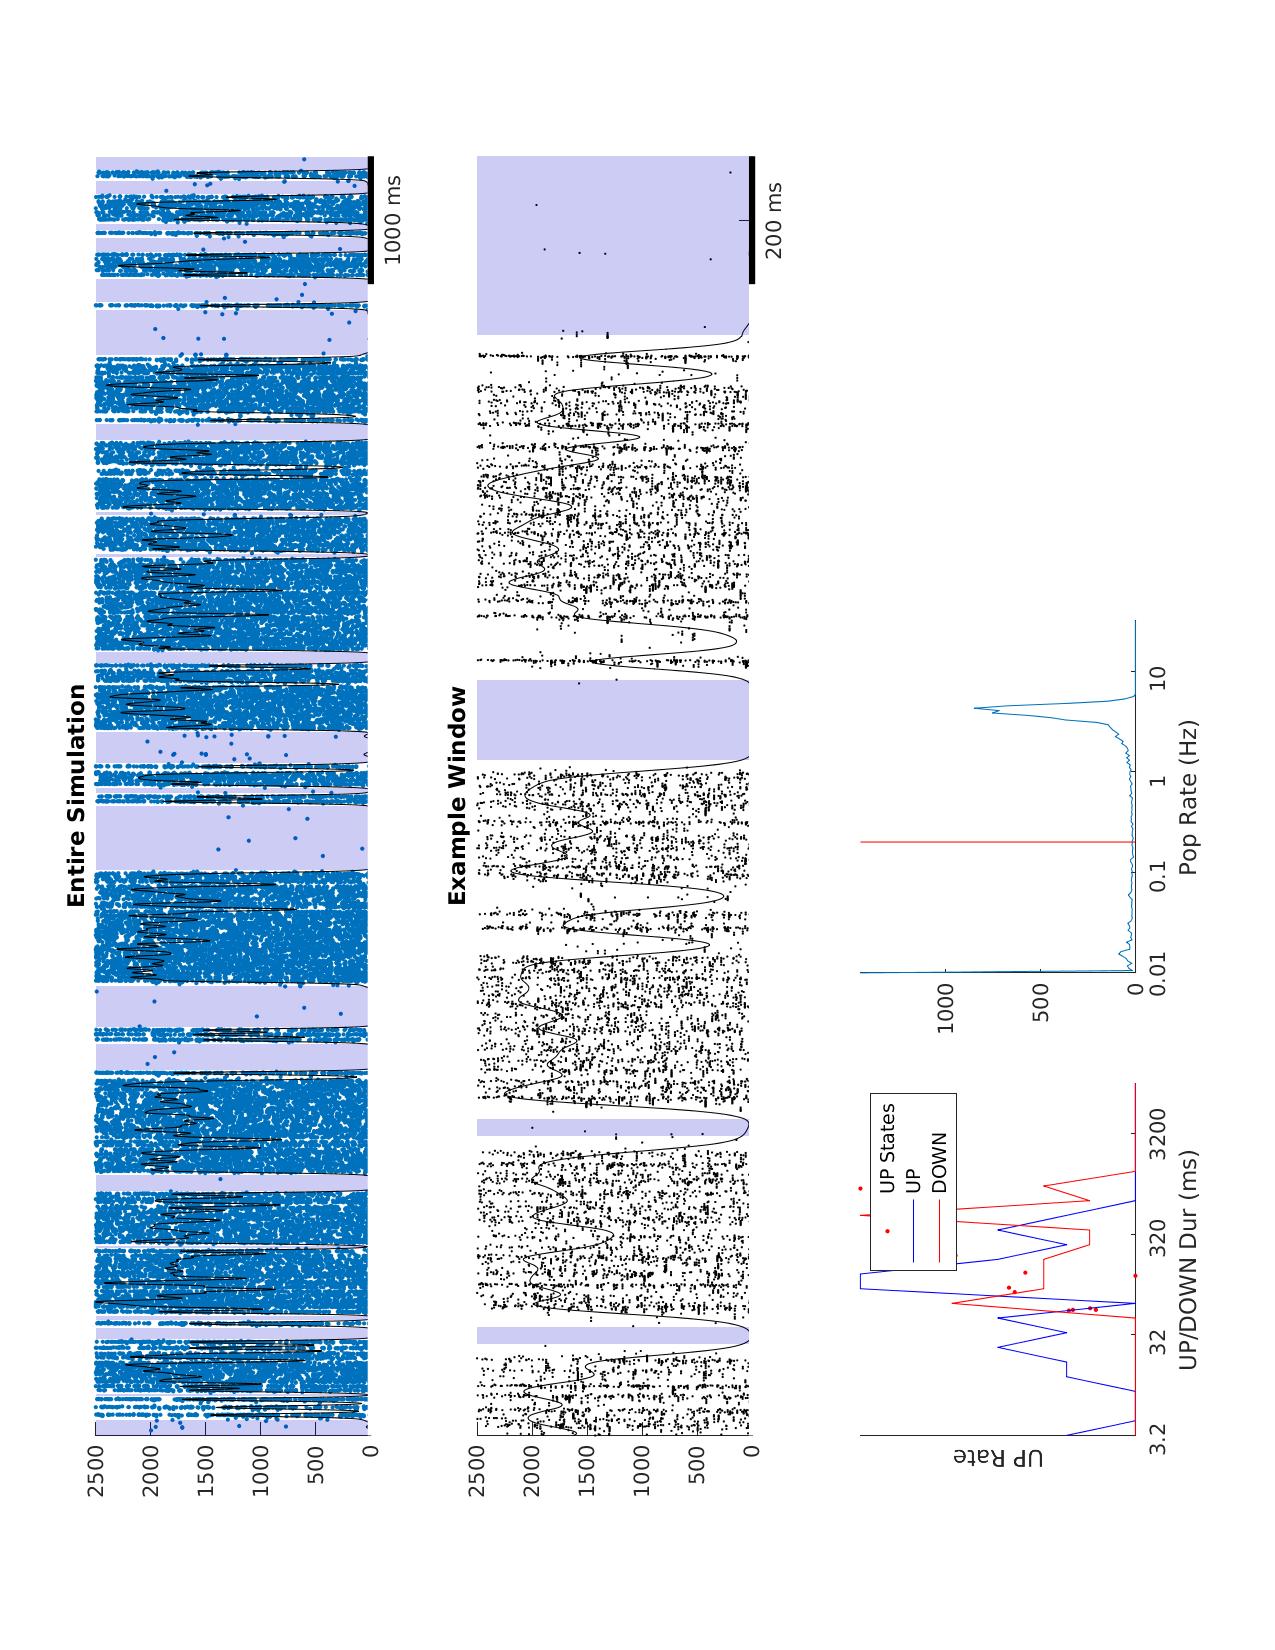 Entire Simulation
2500
2000
1500
1000
500
0
1000 ms
Example Window
2500
2000
1500
1000
500
0
200 ms
UP Rate
UP States
UP
DOWN
3.2
32
320
3200
UP/DOWN Dur (ms)
1000
500
0
0.01
0.1
1
10
Pop Rate (Hz)